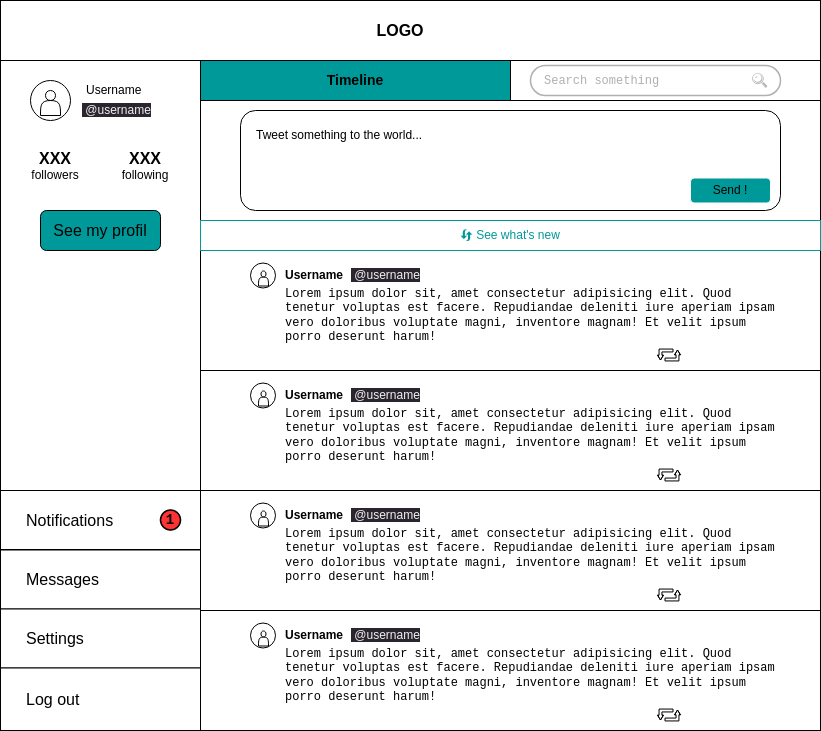 LOGO
Username
@username
XXX
followers
XXX
following
See my profil
Notifications
1
Messages
Settings
Log out
Timeline
Search something
Tweet something to the world...
Send !
See what's new
Username @username
Lorem ipsum dolor sit, amet consectetur adipisicing elit. Quod
tenetur voluptas est facere. Repudiandae deleniti iure aperiam ipsam
vero doloribus voluptate magni, inventore magnam! Et velit ipsum
porro deserunt harum!
Username @username
Lorem ipsum dolor sit, amet consectetur adipisicing elit. Quod
tenetur voluptas est facere. Repudiandae deleniti iure aperiam ipsam
vero doloribus voluptate magni, inventore magnam! Et velit ipsum
porro deserunt harum!
Username @username
Lorem ipsum dolor sit, amet consectetur adipisicing elit. Quod
tenetur voluptas est facere. Repudiandae deleniti iure aperiam ipsam
vero doloribus voluptate magni, inventore magnam! Et velit ipsum
porro deserunt harum!
Username @username
Lorem ipsum dolor sit, amet consectetur adipisicing elit. Quod
tenetur voluptas est facere. Repudiandae deleniti iure aperiam ipsam
vero doloribus voluptate magni, inventore magnam! Et velit ipsum
porro deserunt harum!